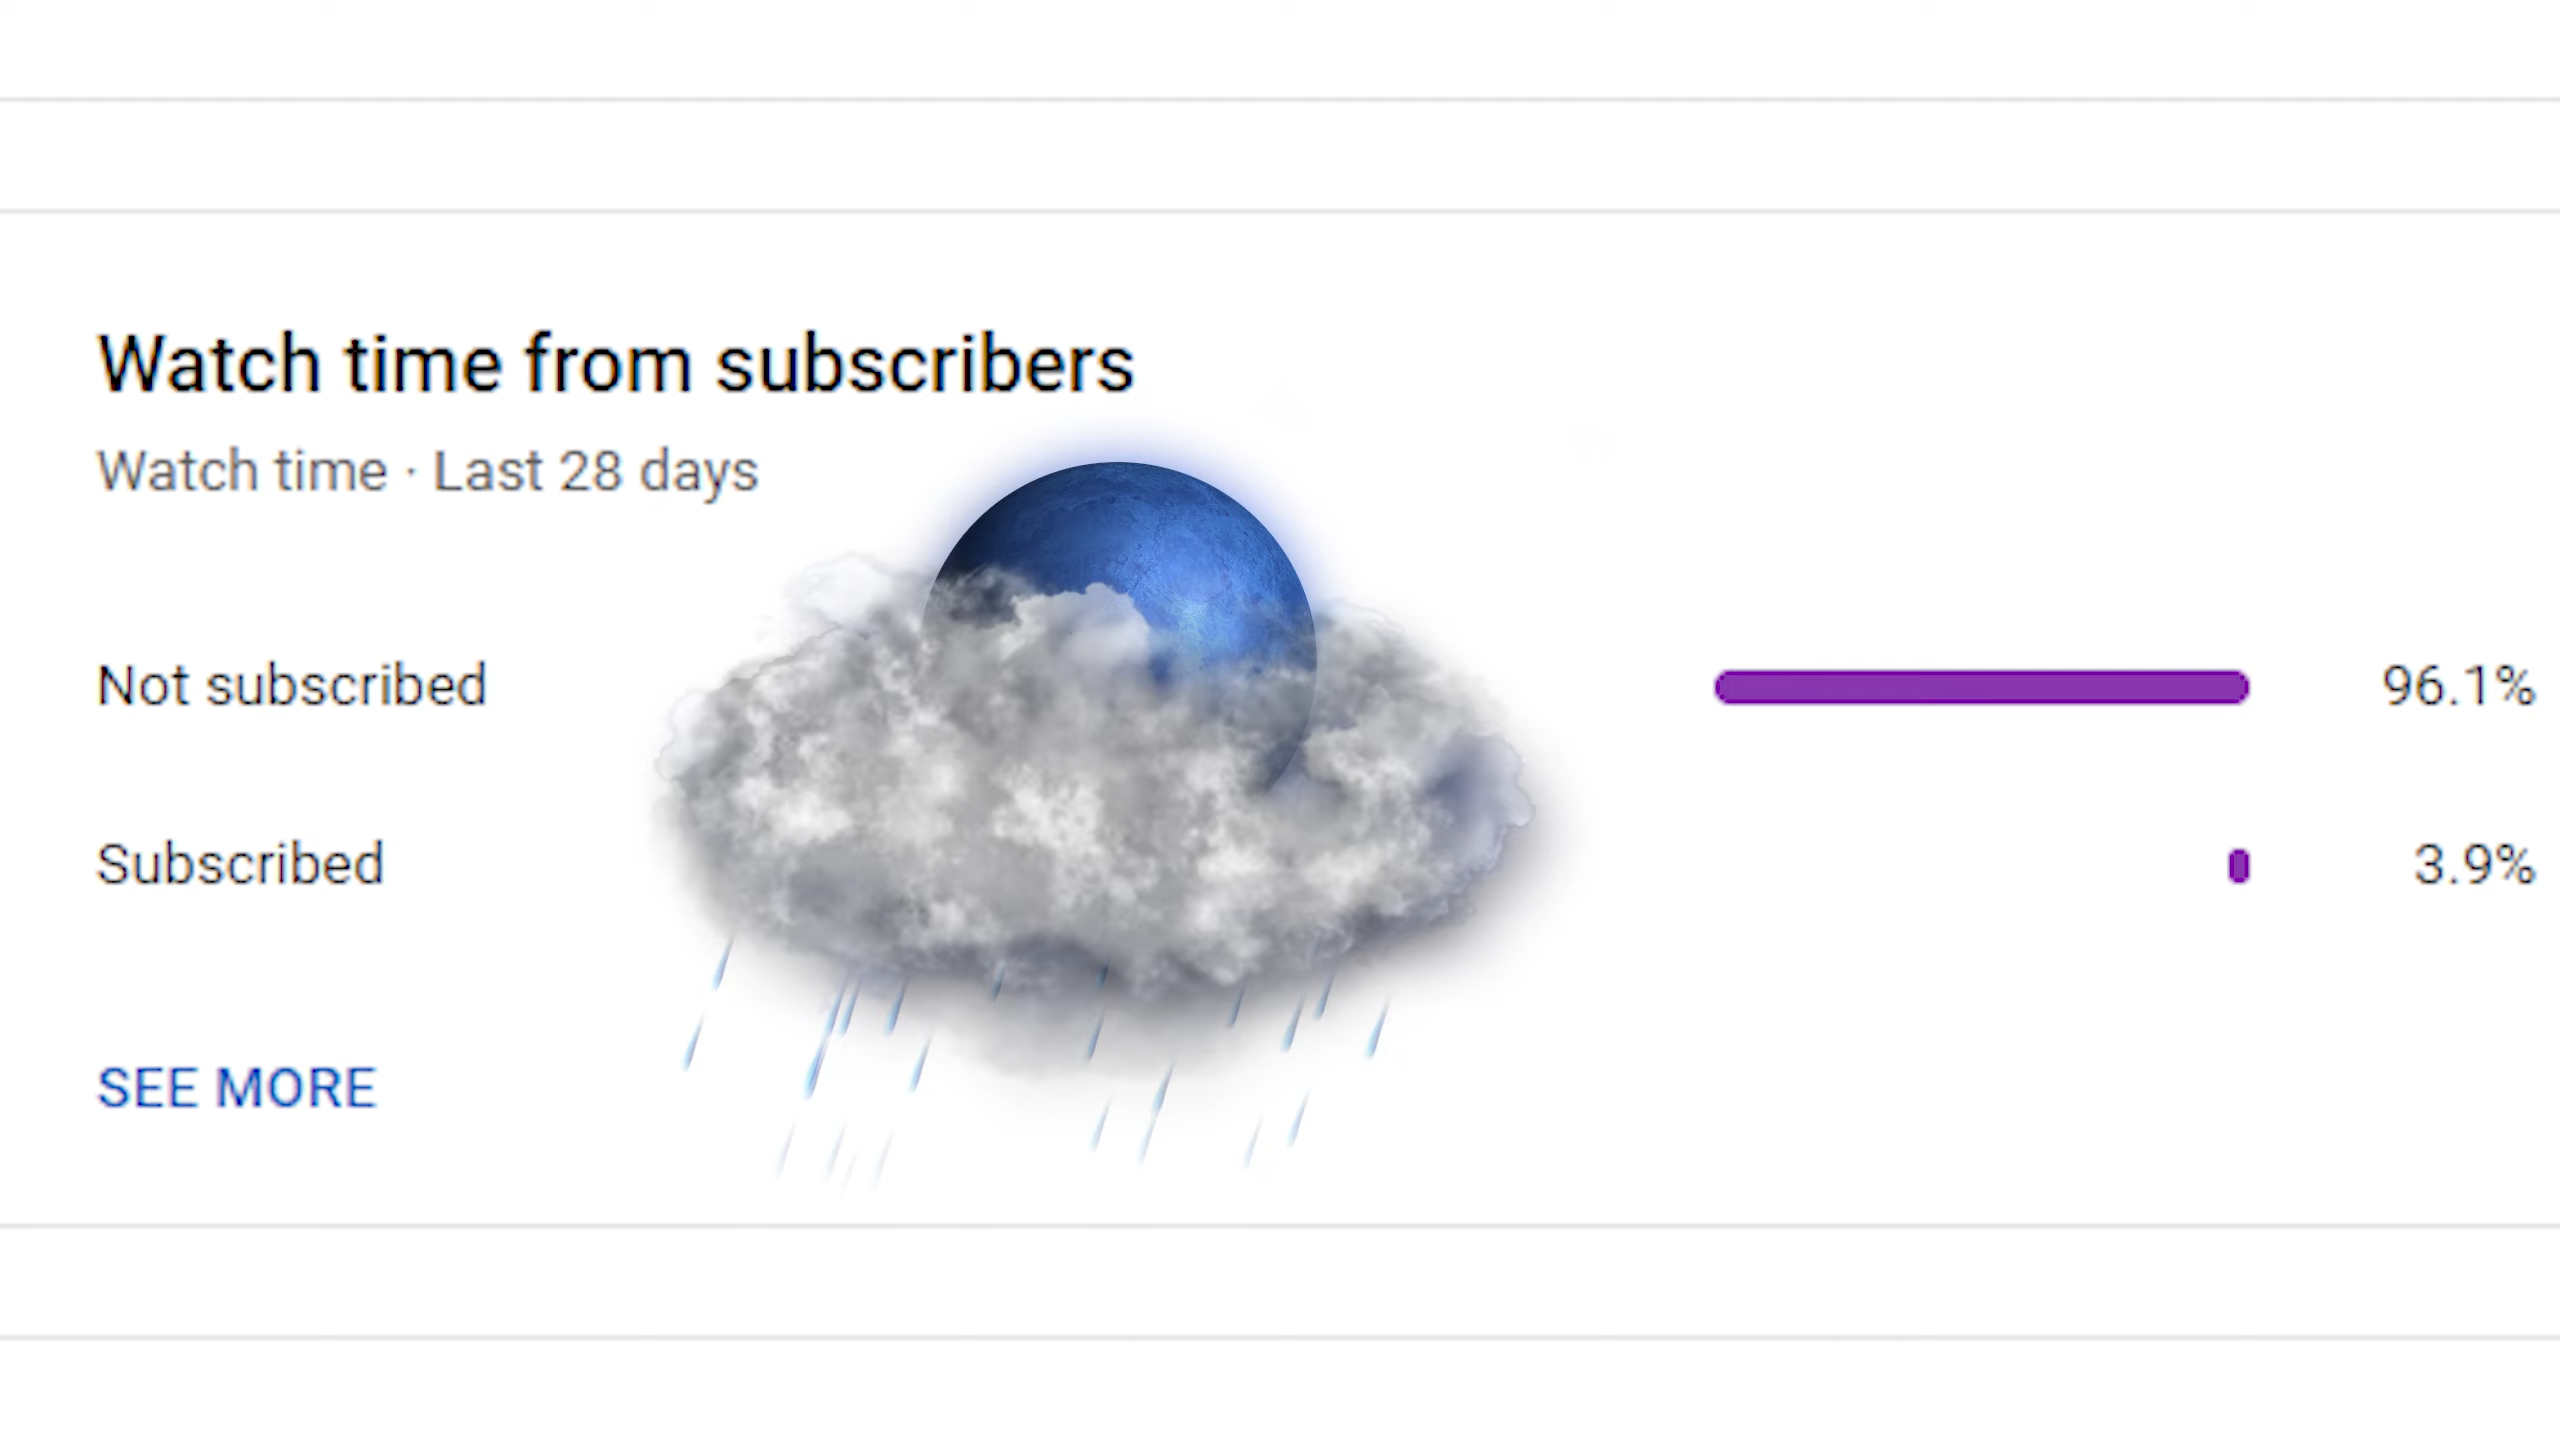 Watch time from subscribers
Watch time · Last 28 days
Not subscribed 96.1%
Subscribed 3.9%
SEE MORE